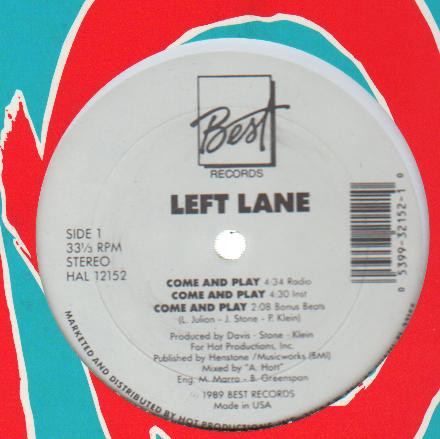 Best
RECORDS
LEFT LANE
SIDE 1
33⅓ RPM
STEREO
HAL 12152
COME AND PLAY 4:34 Radio
COME AND PLAY 4:30 Inst
COME AND PLAY 2:08 Bonus Beats
(L. Julion - J. Stone - P. Klein)
Produced by Davis - Stone - Klein
For Hot Productions, Inc.
Published by Henstone / Musicworks (BMI)
Mixed by "A. Hott"
Eng: M. Marra - B. Greenspan
1989 BEST RECORDS
Made in USA
0 53993 2152-1 0
MARKETED AND DISTRIBUTED BY HOT PRODUCTIONS